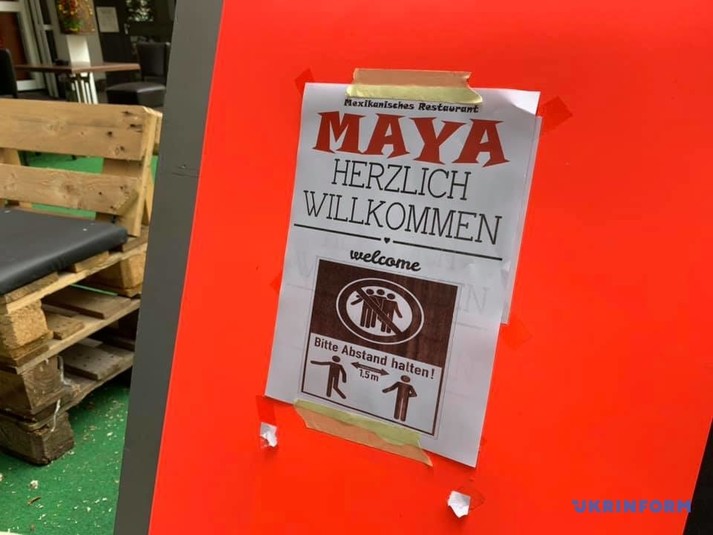 Mexikanisches Restaurant
MAYA
HERZLICH
WILLKOMMEN
welcome
Bitte Abstand halten!
1,5m
UKRINFORM